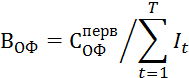 В_ОФ = С_ОФ^перв / ∑_{t=1}^{T} I_t